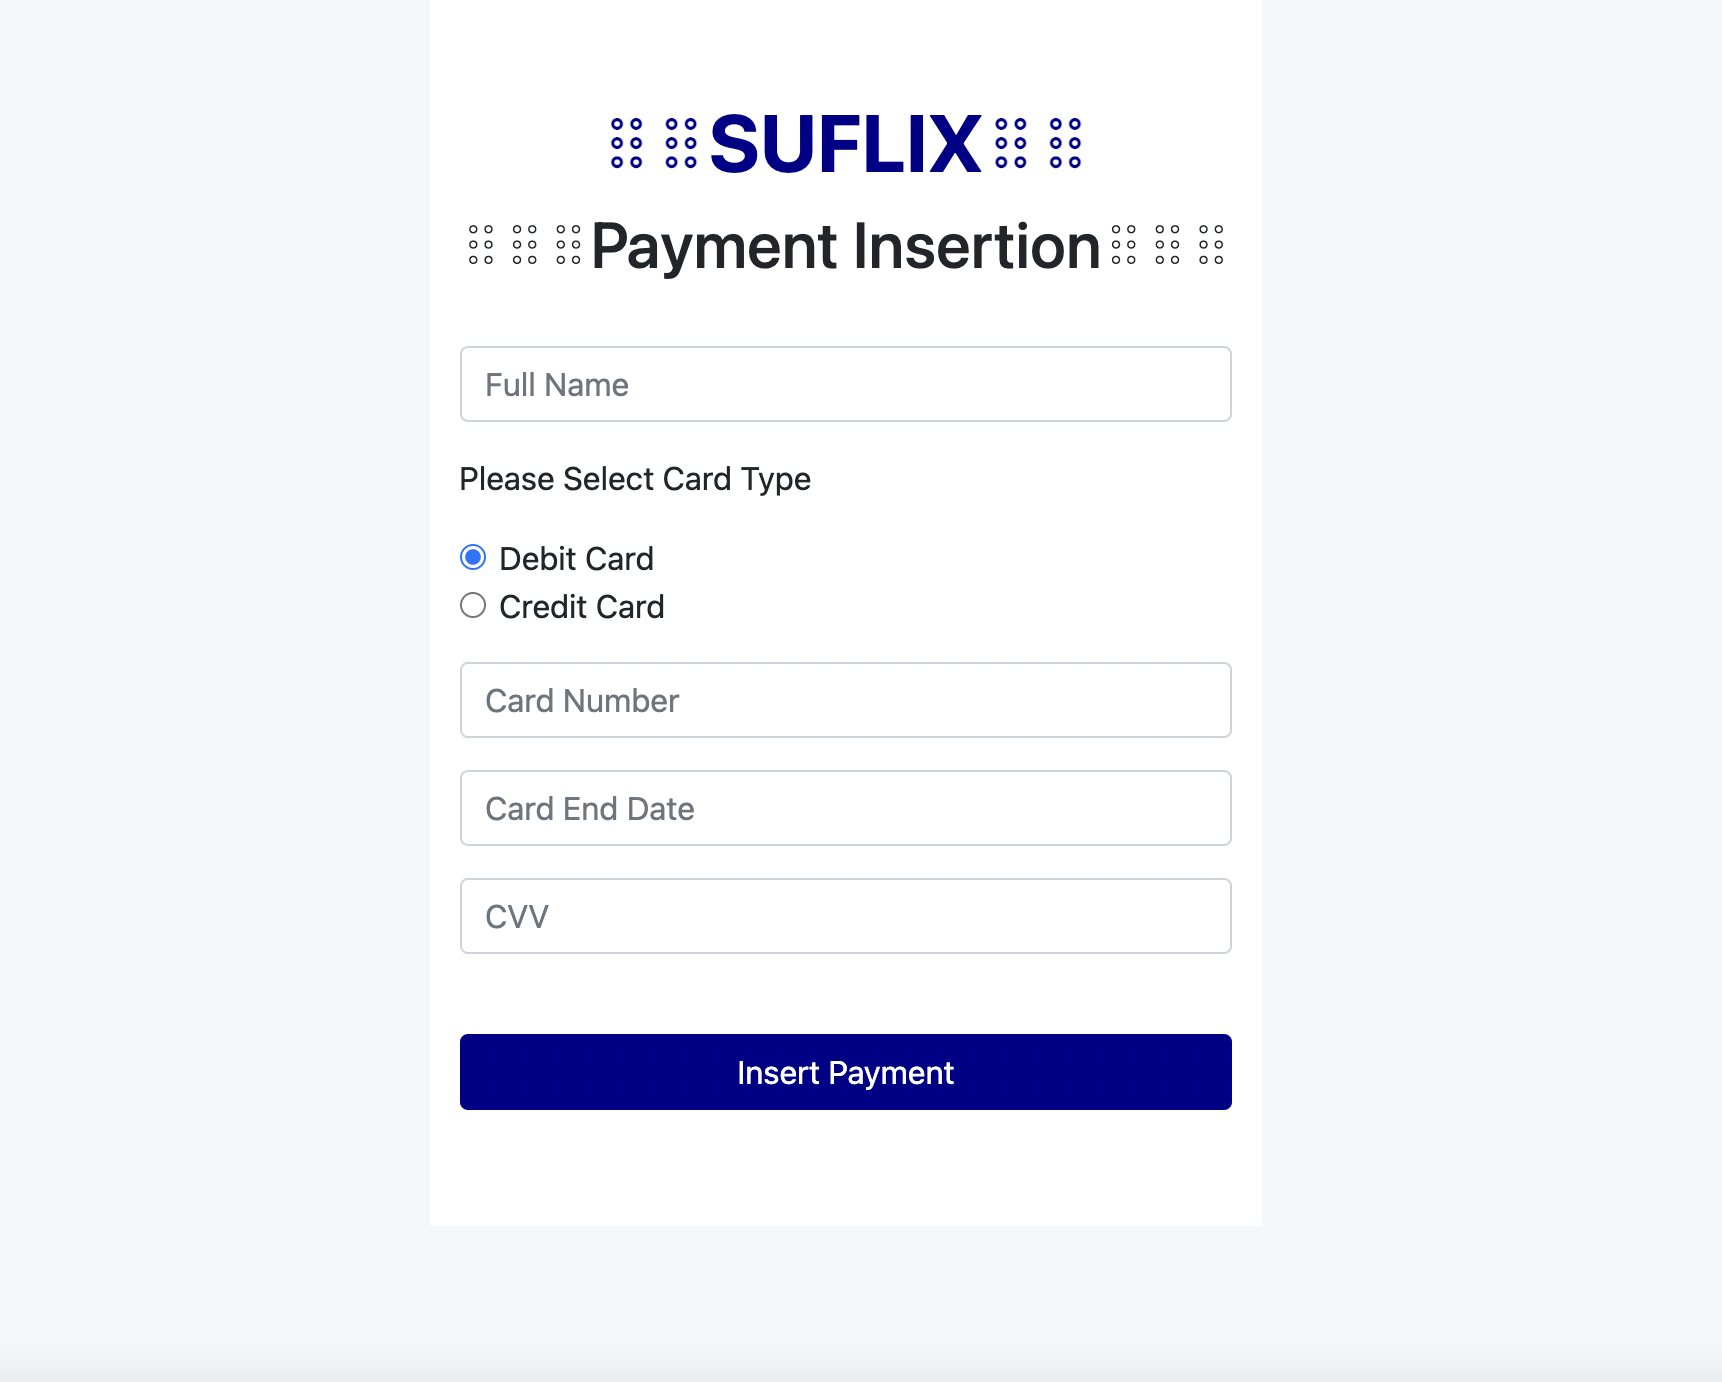 ⠿ ⠿SUFLIX⠿ ⠿
⠿ ⠿ ⠿Payment Insertion⠿ ⠿ ⠿
Full Name
Please Select Card Type
Debit Card
Credit Card
Card Number
Card End Date
CVV
Insert Payment